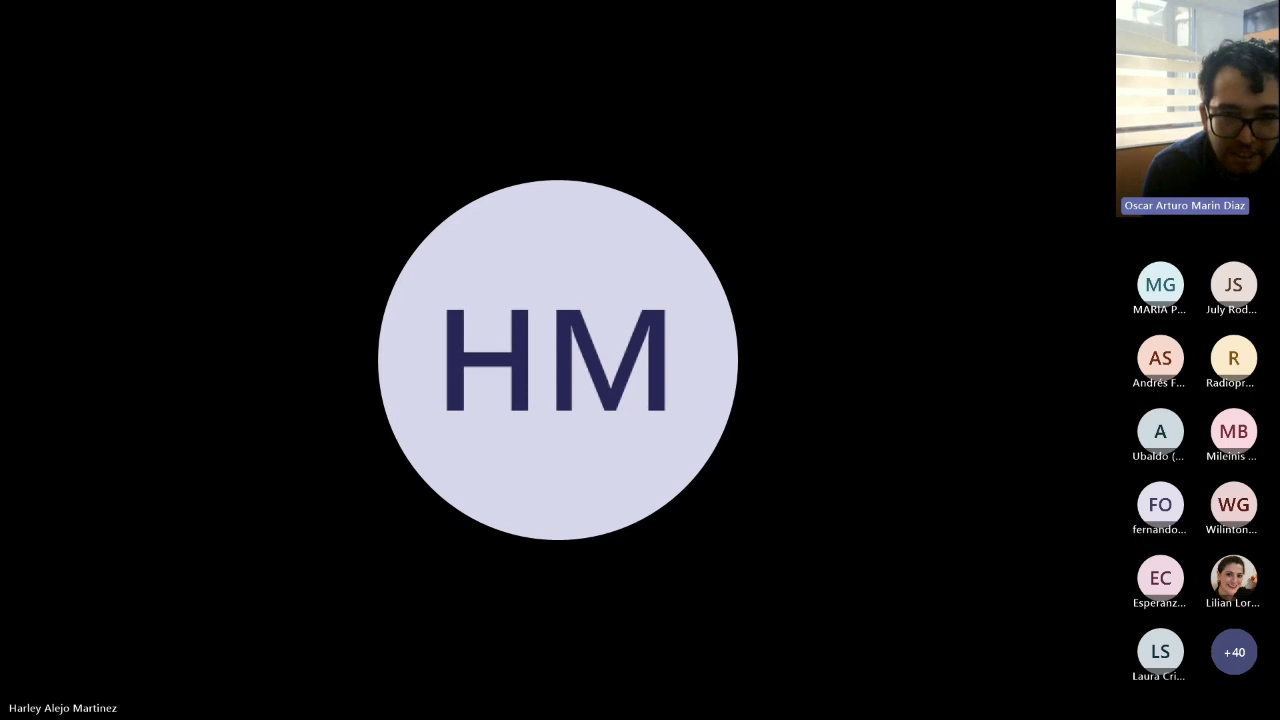 HM
Harley Alejo Martinez
Oscar Arturo Marin Diaz
MG
JS
MARIA P...
July Rod...
AS
R
Andrés F...
Radiopr...
A
MB
Ubaldo (...
Mileinis ...
FO
WG
fernando...
Wilinton...
EC
Esperanz...
Lilian Lor...
LS
+40
Laura Cri...